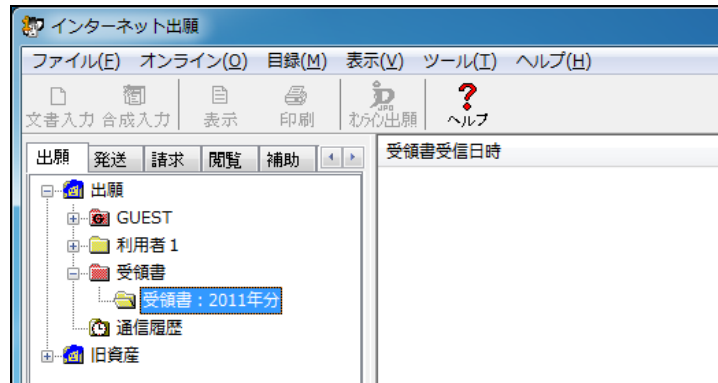 インターネット出願
ファイル(F) オンライン(O) 目録(M) 表示(V) ツール(T) ヘルプ(H)
文書入力 合成入力 表示 印刷 オンライン出願 ヘルプ
出願 発送 請求 閲覧 補助 受領書受信日時
出願
GUEST
利用者1
受領書
受領書：2011年分
通信履歴
旧資産